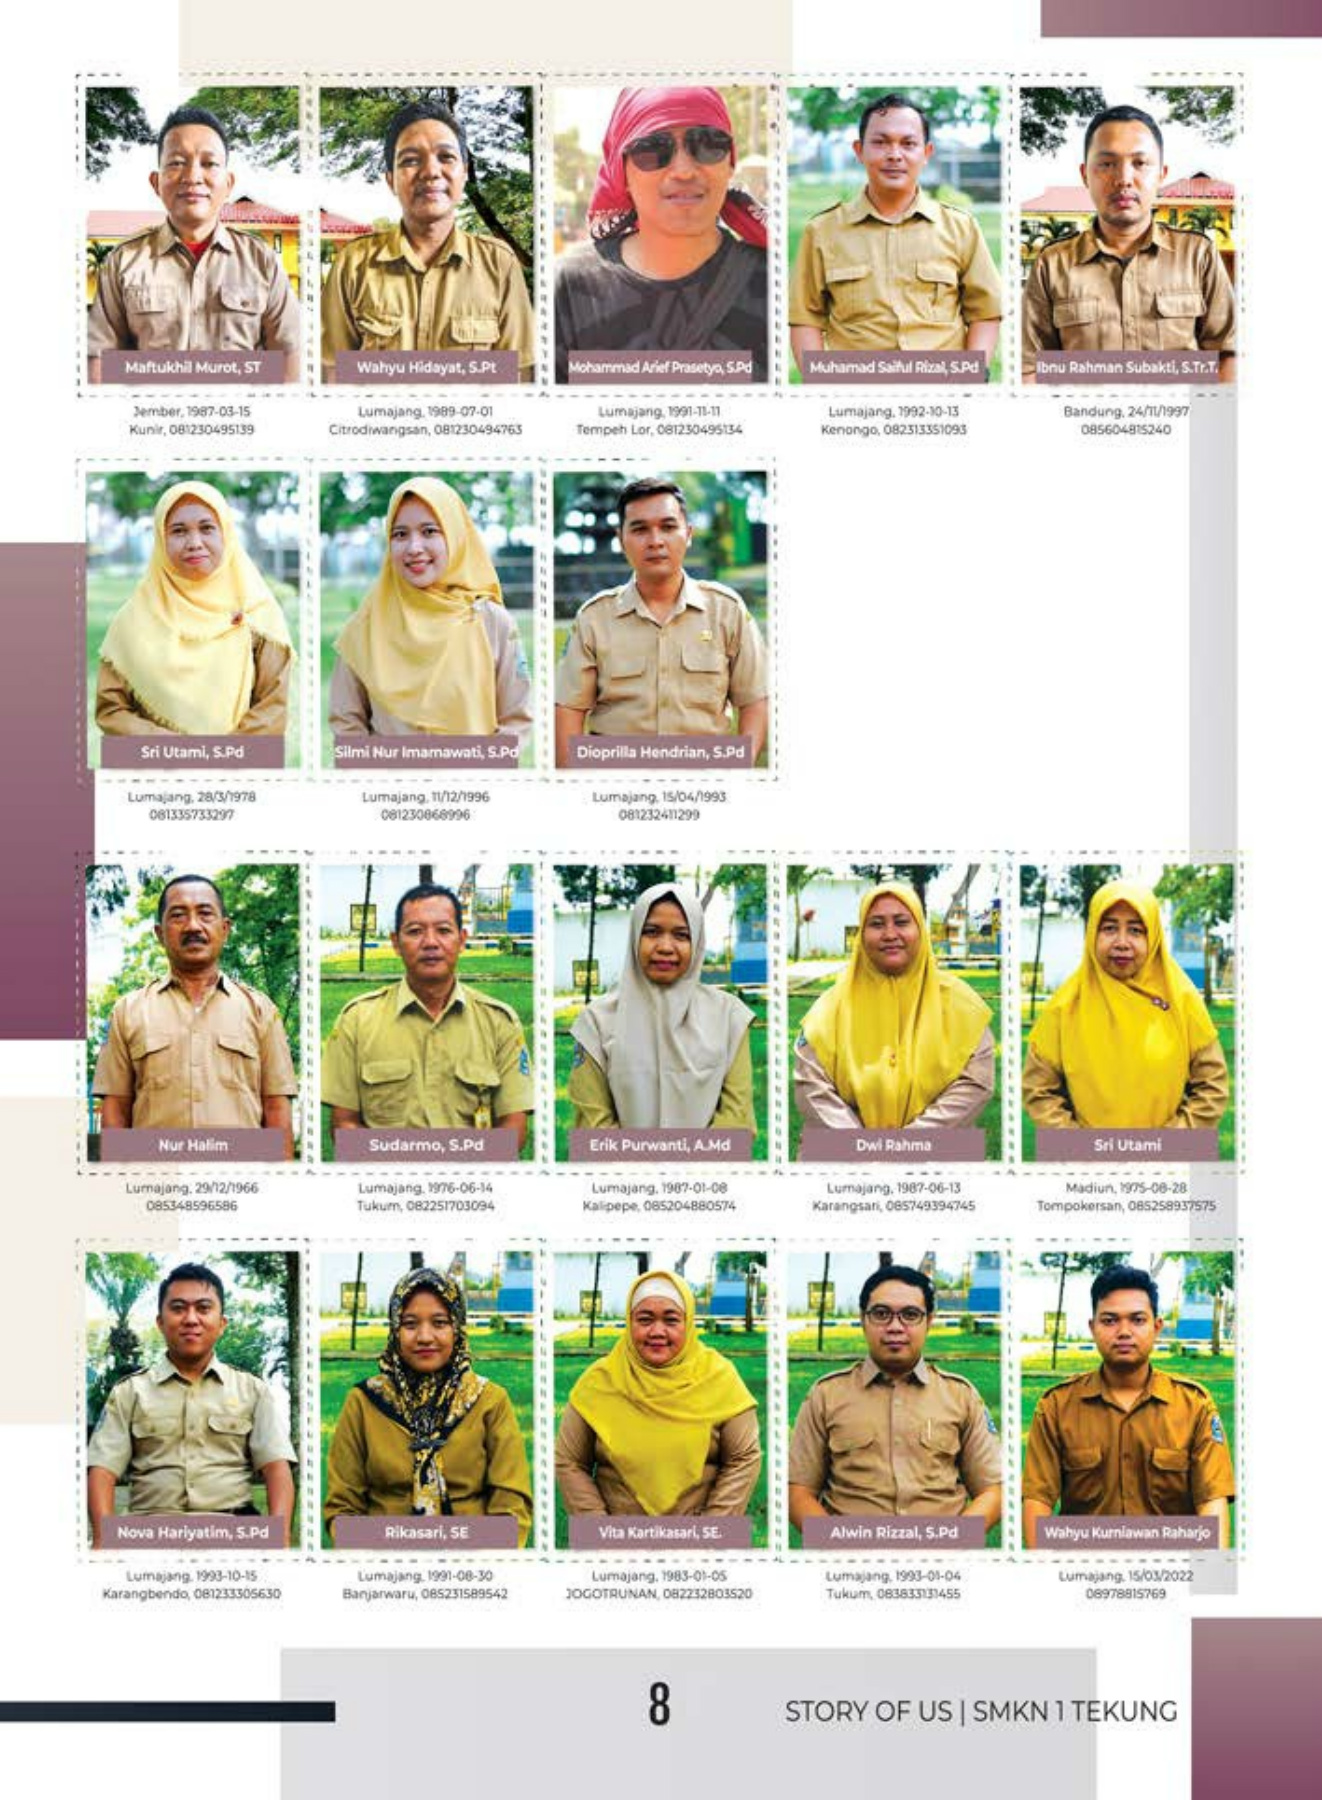 Maftukhil Murot, ST
Jember, 1987-03-15
Kunir, 081230495139
Wahyu Hidayat, S.Pt
Lumajang, 1989-07-01
Citrodiwangsan, 081230494763
Mohammad Arief Prasetyo, S.Pd
Lumajang, 1991-11-11
Tempeh Lor, 081230495134
Muhamad Saiful Rizal, S.Pd
Lumajang, 1992-10-13
Kenongo, 082313351093
Ibnu Rahman Subakti, S.Tr.T.
Bandung, 24/11/1997
085604815240
Sri Utami, S.Pd
Lumajang, 28/3/1978
081335733297
Silmi Nur Imamawati, S.Pd
Lumajang, 11/12/1996
081230868996
Dioprilla Hendrian, S.Pd
Lumajang, 15/04/1993
081232411299
Nur Halim
Lumajang, 29/12/1966
085348596586
Sudarmo, S.Pd
Lumajang, 1976-06-14
Tukum, 082251703094
Erik Purwanti, A.Md
Lumajang, 1987-01-08
Kalipepe, 085204880574
Dwi Rahma
Lumajang, 1987-06-13
Karangsari, 085749394745
Sri Utami
Madiun, 1975-08-28
Tompokersan, 085258937575
Nova Hariyatim, S.Pd
Lumajang, 1993-10-15
Karangbendo, 081233305630
Rikasari, SE
Lumajang, 1991-08-30
Banjarwaru, 085231589542
Vita Kartikasari, SE.
Lumajang, 1983-01-05
JOGOTRUNAN, 082232803520
Alwin Rizzal, S.Pd
Lumajang, 1993-01-04
Tukum, 083833131455
Wahyu Kurniawan Raharjo
Lumajang, 15/03/2022
08978815769
8
STORY OF US | SMKN 1 TEKUNG